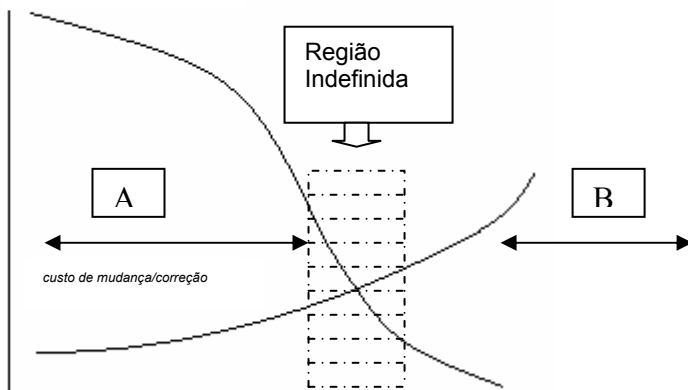 Região
Indefinida
A
B
custo de mudança/correção